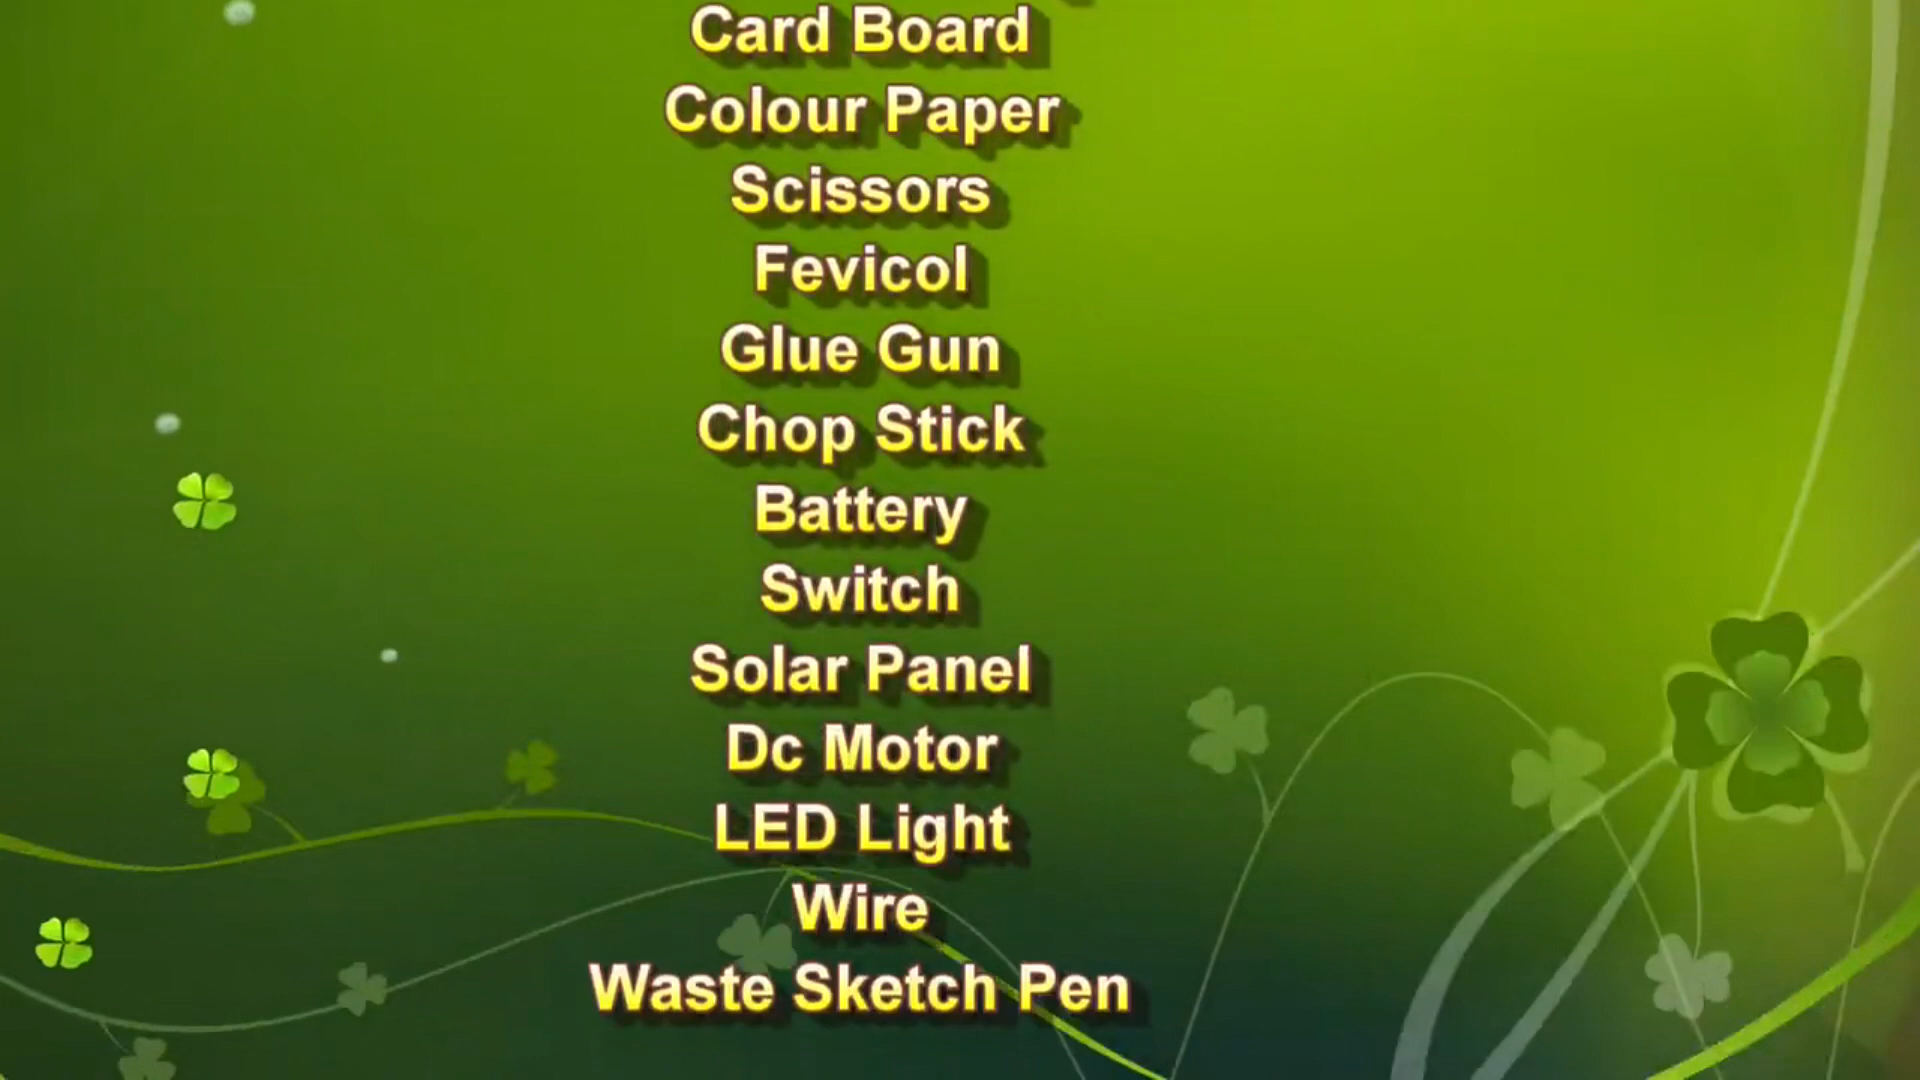 Card Board
Colour Paper
Scissors
Fevicol
Glue Gun
Chop Stick
Battery
Switch
Solar Panel
Dc Motor
LED Light
Wire
Waste Sketch Pen